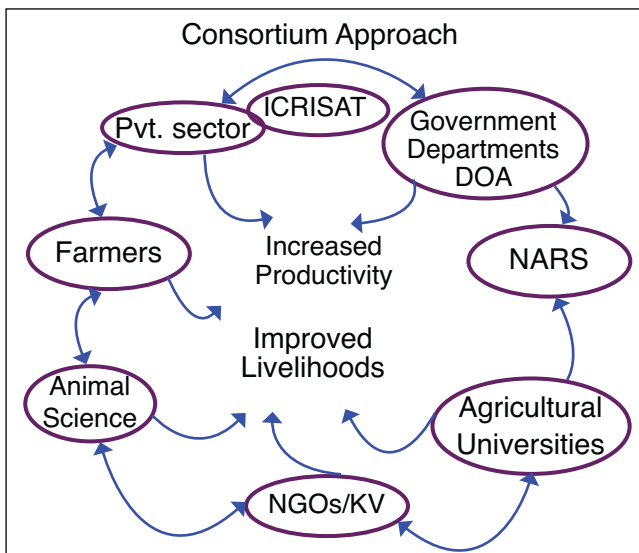 Consortium Approach
ICRISAT
Pvt. sector
Government
Departments
DOA
Increased
Productivity
Farmers
NARS
Improved
Livelihoods
Animal
Science
Agricultural
Universities
NGOs/KV